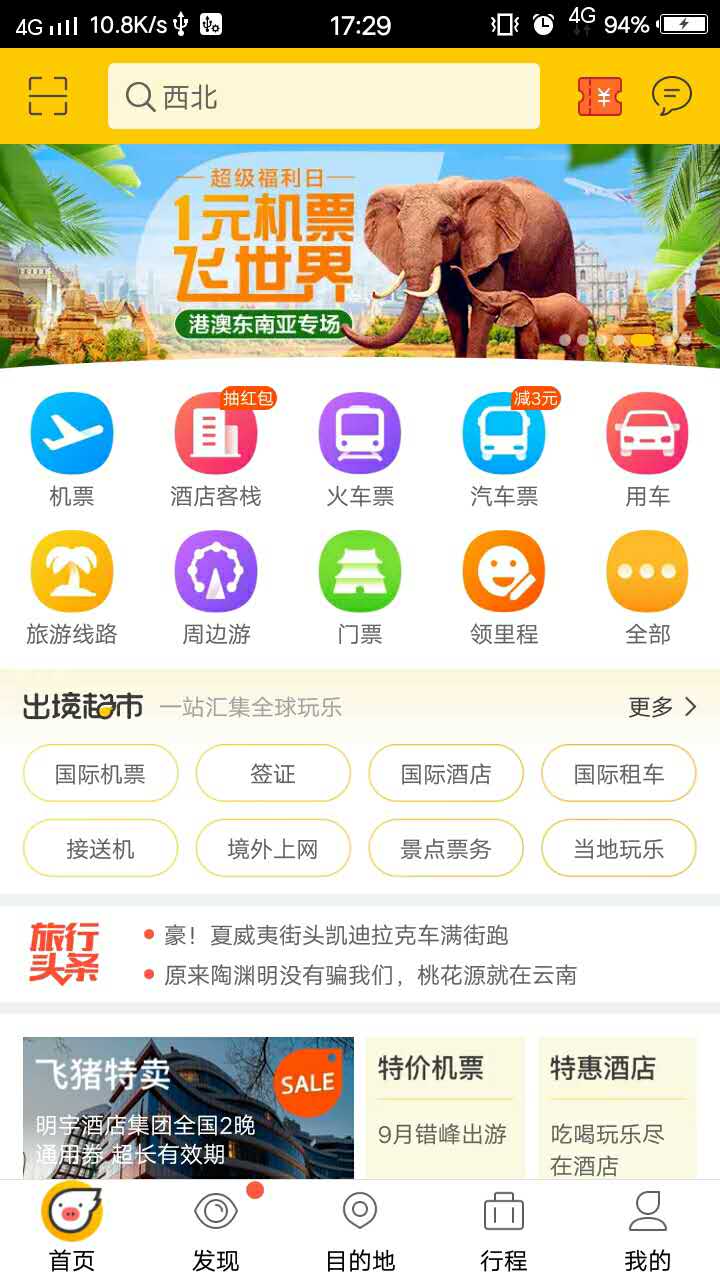 4G 10.8K/s 17:29 4G 94%
西北
¥
超级福利日
1元机票
飞世界
港澳东南亚专场
抽红包 减3元
机票 酒店客栈 火车票 汽车票 用车
旅游线路 周边游 门票 领里程 全部
出境超市 一站汇集全球玩乐 更多
国际机票 签证 国际酒店 国际租车
接送机 境外上网 景点票务 当地玩乐
旅行
头条
豪！夏威夷街头凯迪拉克车满街跑
原来陶渊明没有骗我们，桃花源就在云南
飞猪特卖
SALE
明宇酒店集团全国2晚
通用券 超长有效期
特价机票
9月错峰出游
特惠酒店
吃喝玩乐尽
在酒店
首页 发现 目的地 行程 我的